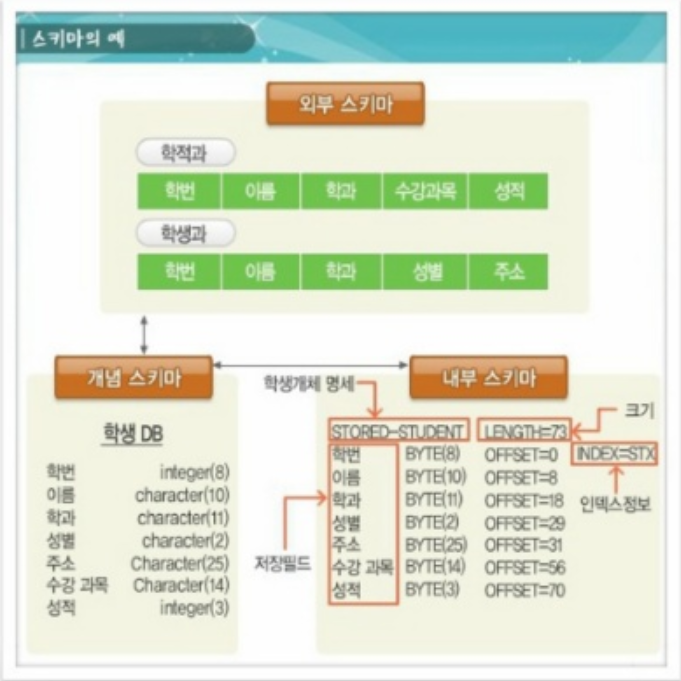 스키마의 예
외부 스키마
학적과
학번 이름 학과 수강과목 성적
학생과
학번 이름 학과 성별 주소
개념 스키마
학생 DB
학번 integer(8)
이름 character(10)
학과 character(11)
성별 character(2)
주소 Character(25)
수강 과목 Character(14)
성적 integer(3)
내부 스키마
학생개체 명세
크기
STORED-STUDENT LENGTH=73
학번 BYTE(8) OFFSET=0 INDEX=STX
이름 BYTE(10) OFFSET=8
학과 BYTE(11) OFFSET=18
성별 BYTE(2) OFFSET=29
주소 BYTE(25) OFFSET=31
수강 과목 BYTE(14) OFFSET=56
성적 BYTE(3) OFFSET=70
인덱스정보
저장필드